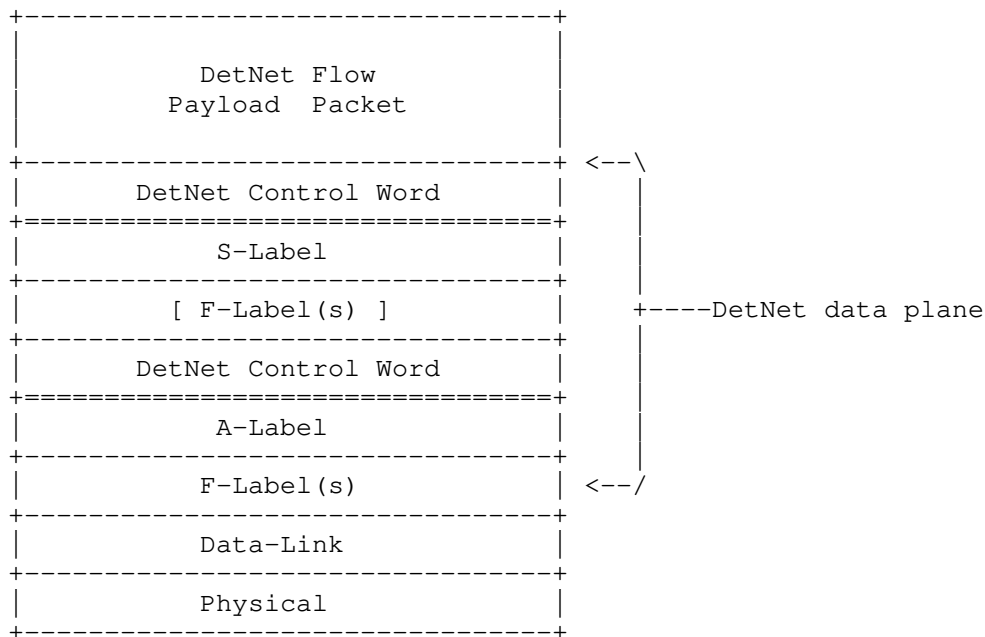 DetNet Flow
Payload  Packet
<--\
DetNet Control Word
S-Label
[ F-Label(s) ]
+----DetNet data plane
DetNet Control Word
A-Label
F-Label(s)
<--/
Data-Link
Physical